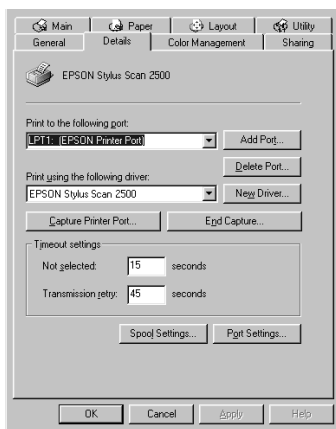 Main Paper Layout Utility
General Details Color Management Sharing
EPSON Stylus Scan 2500
Print to the following port:
LPT1: (EPSON Printer Port) Add Port...
Delete Port...
Print using the following driver:
EPSON Stylus Scan 2500 New Driver...
Capture Printer Port... End Capture...
Timeout settings
Not selected: 15 seconds
Transmission retry: 45 seconds
Spool Settings... Port Settings...
OK Cancel Apply Help